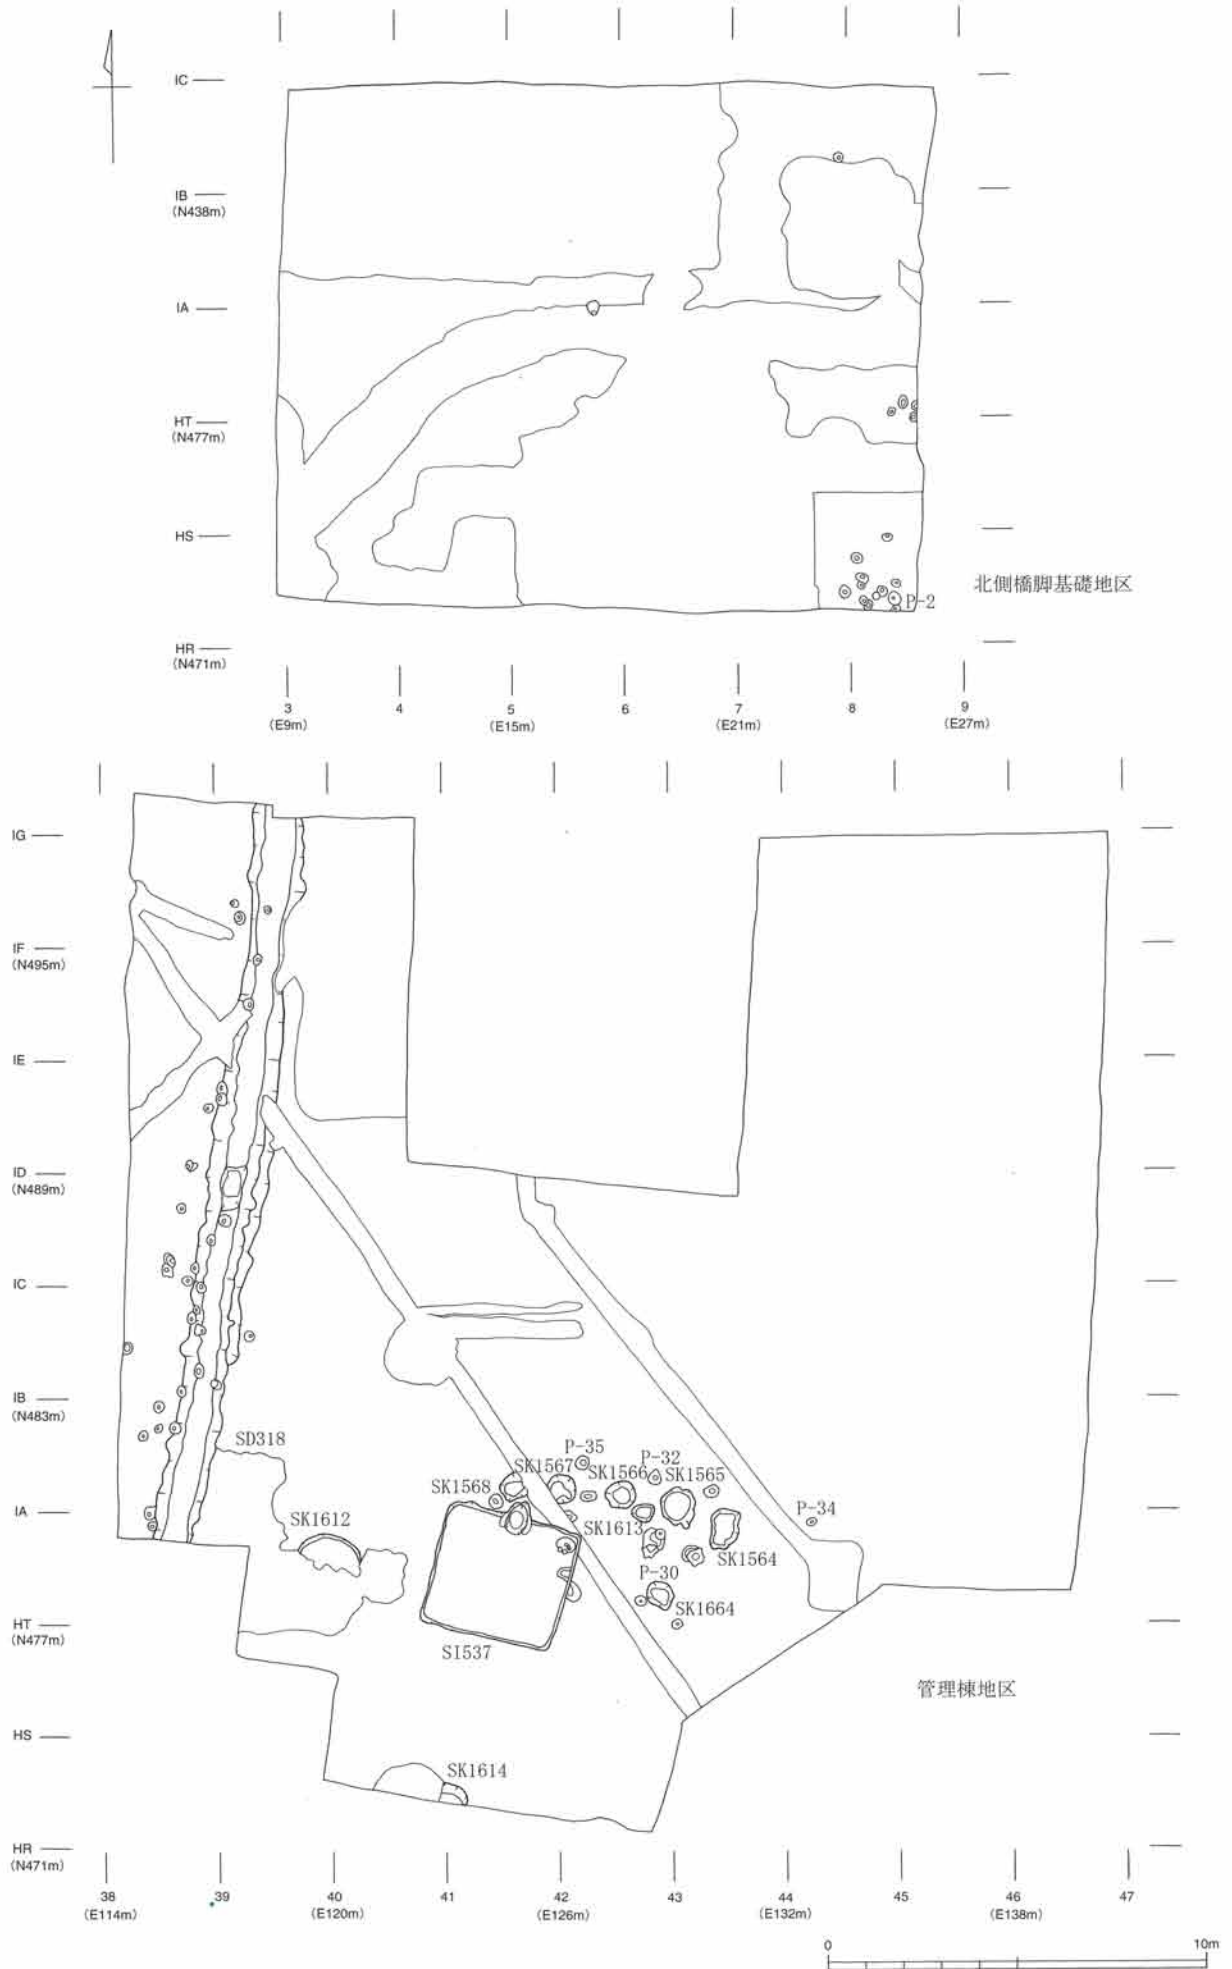 IC
IB
(N438m)
IA
HT
(N477m)
HS
北側橋脚基礎地区
P-2
HR
(N471m)
3 4 5 6 7 8 9
(E9m) (E15m) (E21m) (E27m)
IG
IF
(N495m)
IE
ID
(N489m)
IC
IB
(N483m)
SD318
P-35
P-32
SK1567
SK1566
SK1565
SK1568
IA
P-34
SK1612
SK1613
SK1564
P-30
SK1664
HT
(N477m)
SI537
管理棟地区
HS
SK1614
HR
(N471m)
38 39 40 41 42 43 44 45 46 47
(E114m) (E120m) (E126m) (E132m) (E138m)
0 10m